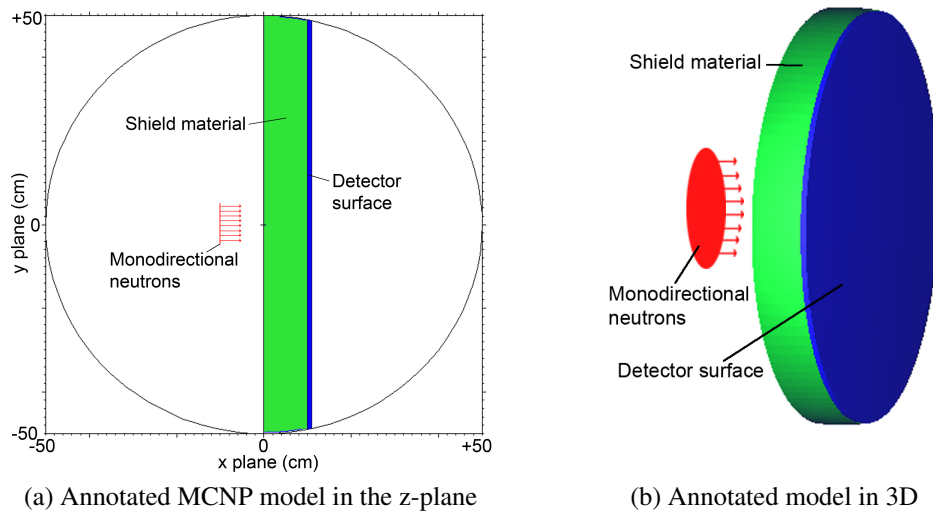 +50
Shield material
Detector
surface
y plane (cm)
0
Monodirectional
neutrons
-50
-50
0
+50
x plane (cm)
(a) Annotated MCNP model in the z-plane
Shield material
Monodirectional
neutrons
Detector surface
(b) Annotated model in 3D